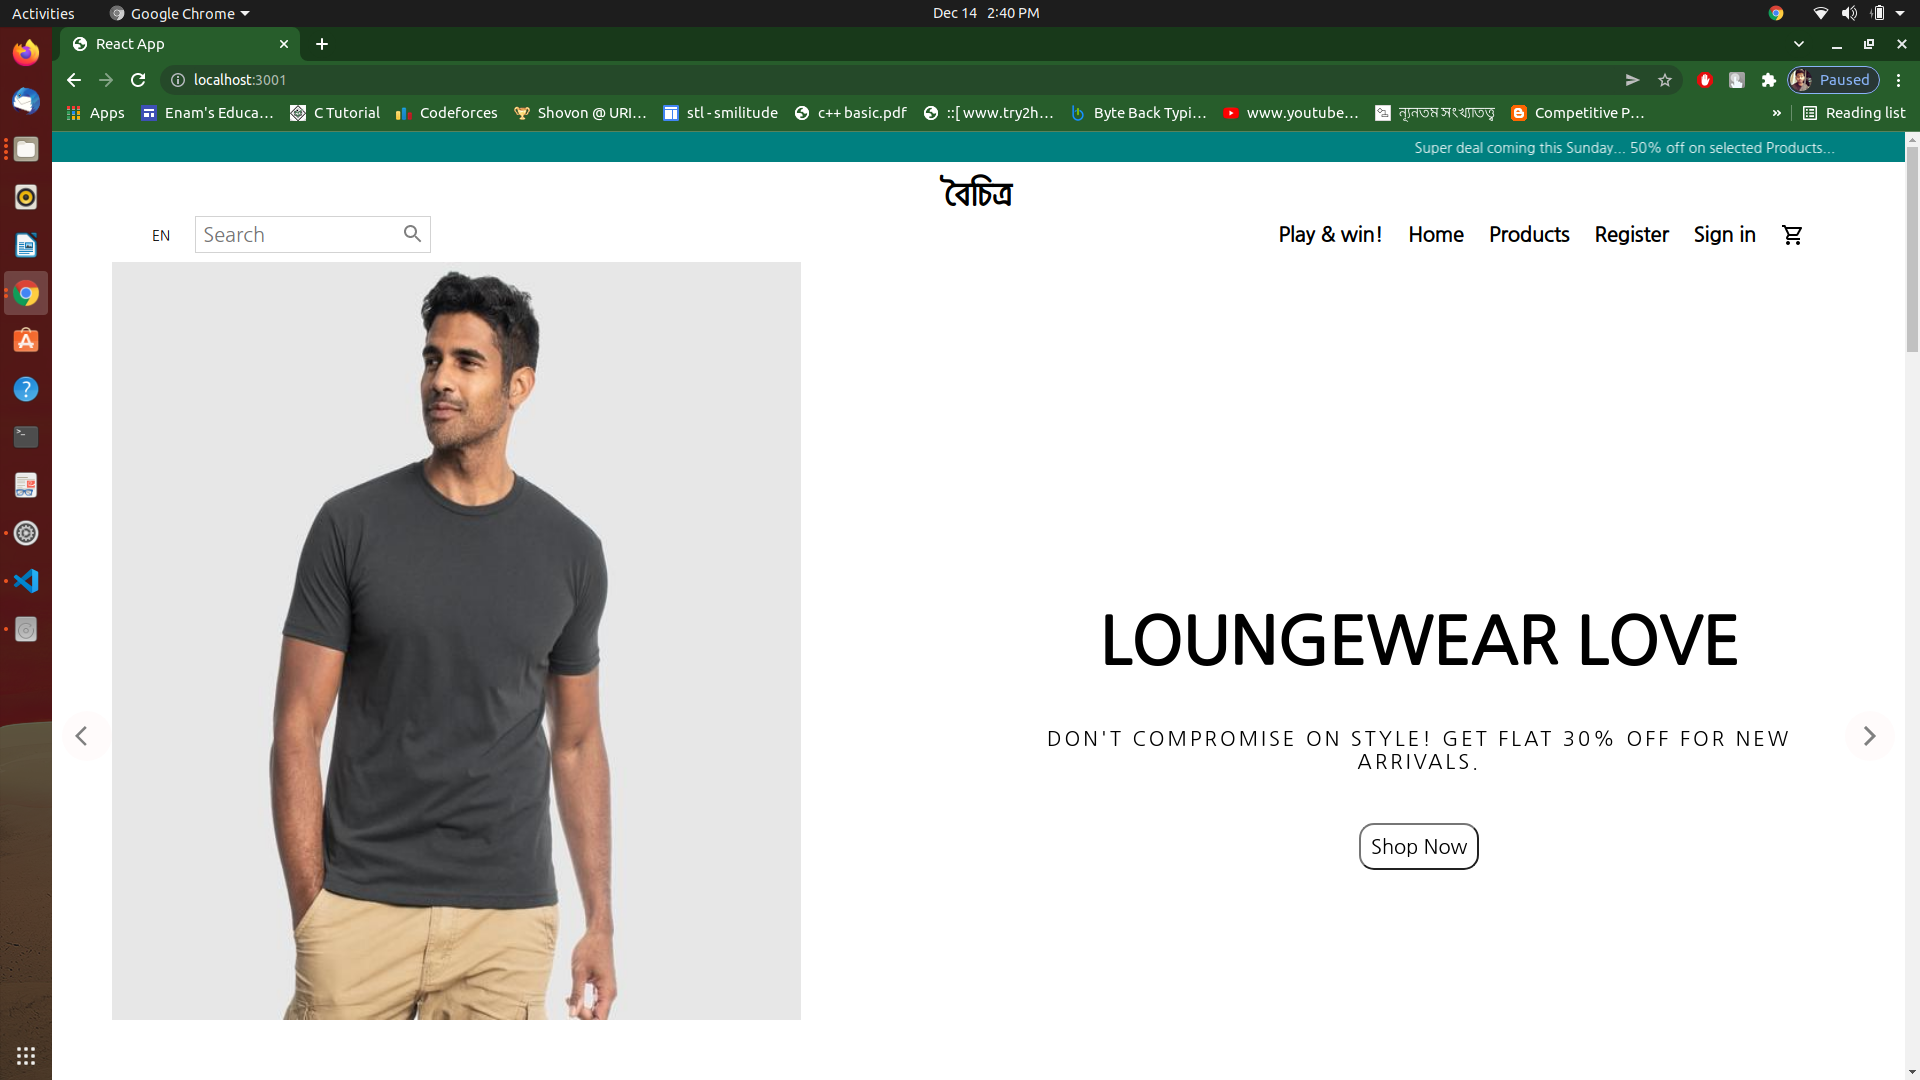 Activities
Google Chrome
Dec 14 2:40 PM
React App
localhost:3001
Paused
Apps
Enam's Educa...
C Tutorial
Codeforces
Shovon @ URI...
stl - smilitude
c++ basic.pdf
::[ www.try2h...
Byte Back Typi...
www.youtube...
ন্যূনতম সংখ্যাতত্ত্ব
Competitive P...
»
Reading list
Super deal coming this Sunday... 50% off on selected Products...
বৈচিত্র
EN
Search
Play & win!
Home
Products
Register
Sign in
LOUNGEWEAR LOVE
DON'T COMPROMISE ON STYLE! GET FLAT 30% OFF FOR NEW
ARRIVALS.
Shop Now